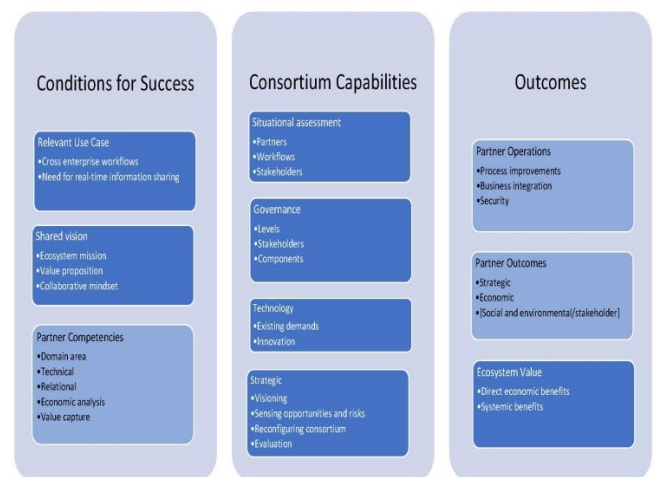 Conditions for Success
Relevant Use Case
•Cross enterprise workflows
•Need for real-time information sharing
Shared vision
•Ecosystem mission
•Value proposition
•Collaborative mindset
Partner Competencies
•Domain area
•Technical
•Relational
•Economic analysis
•Value capture
Consortium Capabilities
Situational assessment
•Partners
•Workflows
•Stakeholders
Governance
•Levels
•Stakeholders
•Components
Technology
•Existing demands
•Innovation
Strategic
•Visioning
•Sensing opportunities and risks
•Reconfiguring consortium
•Evaluation
Outcomes
Partner Operations
•Process improvements
•Business integration
•Security
Partner Outcomes
•Strategic
•Economic
•[Social and environmental/stakeholder]
Ecosystem Value
•Direct economic benefits
•Systemic benefits